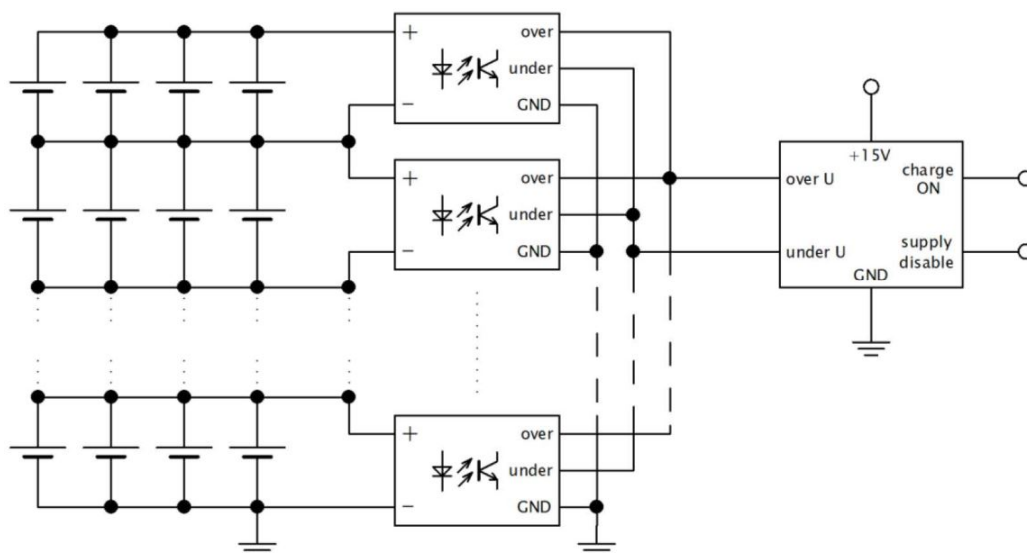 + over
under
− GND
+ over
under
− GND
+ over
under
− GND
+15V
over U charge
ON
under U supply
disable
GND